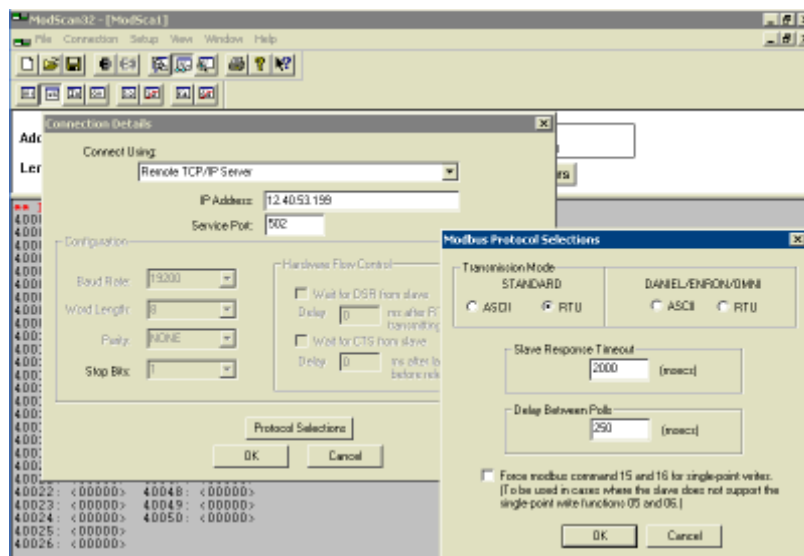 ModScan32 - [ModSca1]
File Connection Setup View Window Help
Connection Details
Connect Using:
Remote TCP/IP Server
IP Address: 12.40.53.199
Service Port: 502
Configuration
Baud Rate: 19200
Word Length: 8
Parity: NONE
Stop Bits: 1
Hardware Flow Control
Wait for DSR from slave
Delay 0 ms after
transmitting
Wait for CTS from slave
Delay 0 ms after
before
Protocol Selections
OK Cancel
Modbus Protocol Selections
Transmission Mode
STANDARD DANIEL/ENRON/OMNI
ASCII RTU ASCII RTU
Slave Response Timeout
2000 (msecs)
Delay Between Polls
250 (msecs)
Force modbus command 15 and 16 for single-point writes.
(To be used in cases where the slave does not support the
single-point write functions 05 and 06.)
OK Cancel
40022: <00000> 40048: <00000>
40023: <00000> 40049: <00000>
40024: <00000> 40050: <00000>
40025: <00000>
40026: <00000>